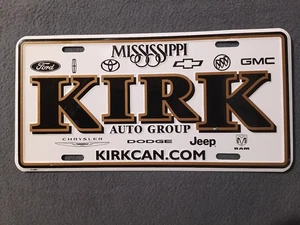 MISSISSIPPI
Ford GMC
KIRK
AUTO GROUP
CHRYSLER DODGE Jeep RAM
KIRKCAN.COM